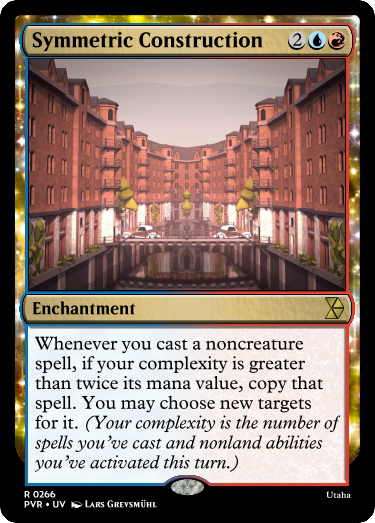 Symmetric Construction 2
Enchantment
Whenever you cast a noncreature
spell, if your complexity is greater
than twice its mana value, copy that
spell. You may choose new targets
for it. (Your complexity is the number of
spells you've cast and nonland abilities
you've activated this turn.)
R 0266 Utaha
PVR • UV Lars Grevsmühl